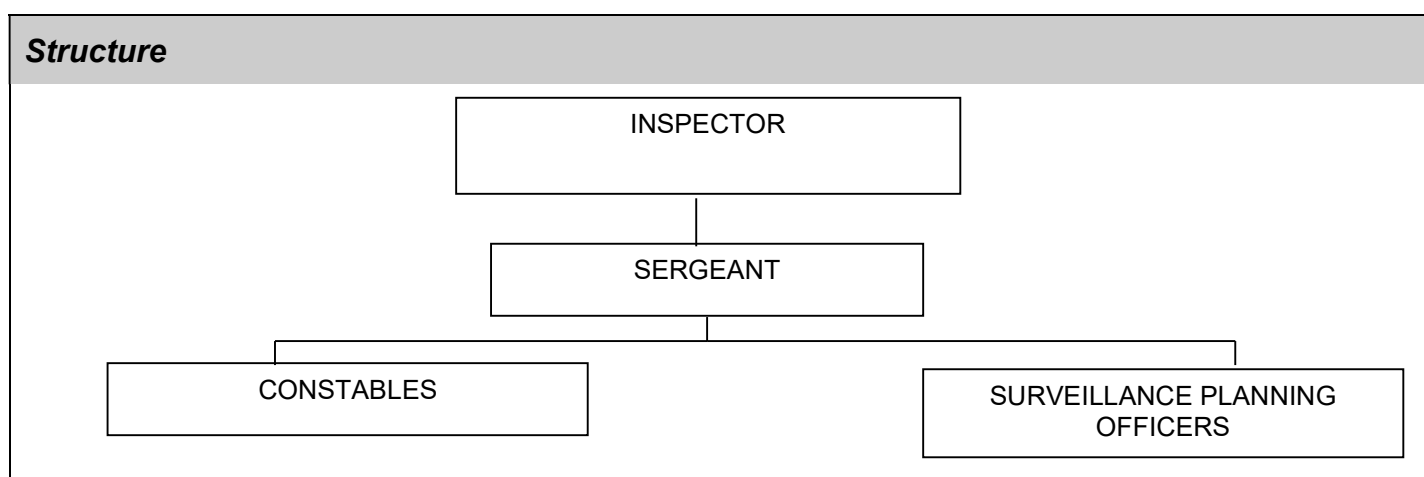 Structure
INSPECTOR
SERGEANT
CONSTABLES
SURVEILLANCE PLANNING
OFFICERS